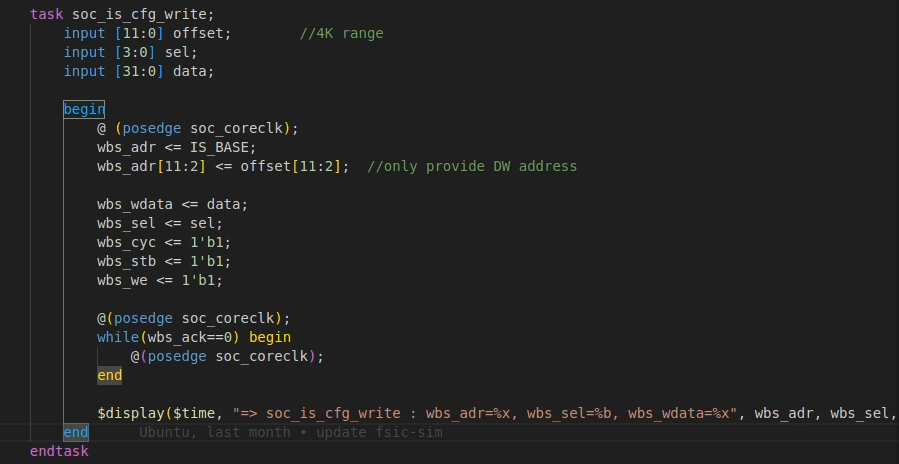 task soc_is_cfg_write;
input [11:0] offset; //4K range
input [3:0] sel;
input [31:0] data;
begin
@ (posedge soc_coreclk);
wbs_adr <= IS_BASE;
wbs_adr[11:2] <= offset[11:2]; //only provide DW address
wbs_wdata <= data;
wbs_sel <= sel;
wbs_cyc <= 1'b1;
wbs_stb <= 1'b1;
wbs_we <= 1'b1;
@(posedge soc_coreclk);
while(wbs_ack==0) begin
@(posedge soc_coreclk);
end
$display($time, "=> soc_is_cfg_write : wbs_adr=%x, wbs_sel=%b, wbs_wdata=%x", wbs_adr, wbs_sel,
end Ubuntu, last month • update fsic-sim
endtask